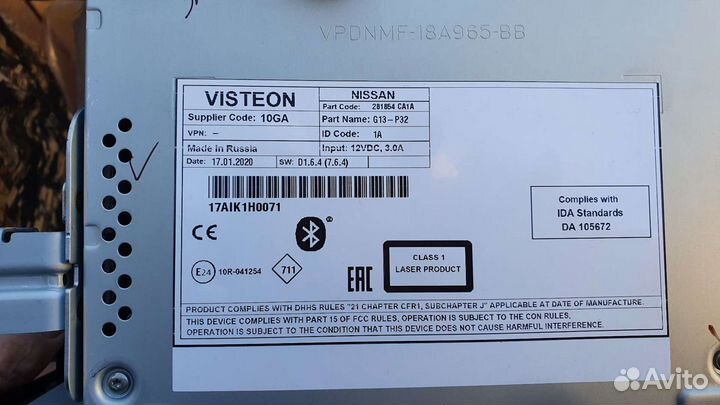 VPDNMF-18A965-BB
VISTEON
NISSAN
Supplier Code: 10GA
Part Code: 281854 CA1A
Part Name: G13-P32
VPN: –
ID Code: 1A
Made in Russia
Input: 12VDC, 3.0A
Date: 17.01.2020
SW: D1.6.4 (7.6.4)
17AIK1H0071
Complies with
IDA Standards
DA 105672
CE
E24 10R-041254
711
EAC
CLASS 1
LASER PRODUCT
PRODUCT COMPLIES WITH DHHS RULES "21 CHAPTER CFR1, SUBCHAPTER J" APPLICABLE AT DATE OF MANUFACTURE.
THIS DEVICE COMPLIES WITH PART 15 OF FCC RULES, OPERATION IS SUBJECT TO THE CON RULES.
OPERATION IS SUBJECT TO THE CONDITION THAT THIS DEVICE DOES NOT CAUSE HARMFUL INTERFERENCE.
Avito